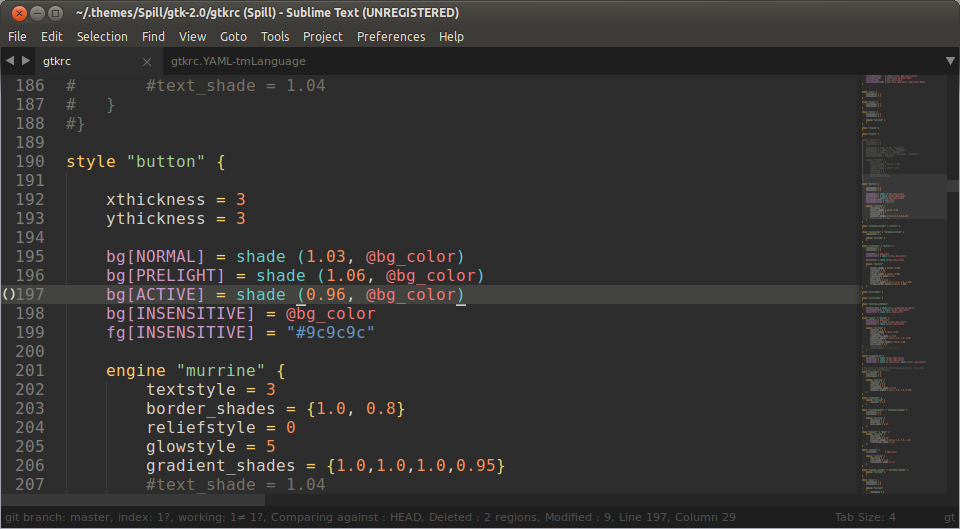 ~/.themes/Spill/gtk-2.0/gtkrc (Spill) - Sublime Text (UNREGISTERED)
File Edit Selection Find View Goto Tools Project Preferences Help
gtkrc gtkrc.YAML-tmLanguage
186 # #text_shade = 1.04
187 # }
188 #}
189
190 style "button" {
191
192 xthickness = 3
193 ythickness = 3
194
195 bg[NORMAL] = shade (1.03, @bg_color)
196 bg[PRELIGHT] = shade (1.06, @bg_color)
()197 bg[ACTIVE] = shade (0.96, @bg_color)
198 bg[INSENSITIVE] = @bg_color
199 fg[INSENSITIVE] = "#9c9c9c"
200
201 engine "murrine" {
202 textstyle = 3
203 border_shades = {1.0, 0.8}
204 reliefstyle = 0
205 glowstyle = 5
206 gradient_shades = {1.0,1.0,1.0,0.95}
207 #text_shade = 1.04
git branch: master, index: 1?, working: 1≠ 1?, Comparing against : HEAD, Deleted : 2 regions, Modified : 9, Line 197, Column 29 Tab Size: 4 gt